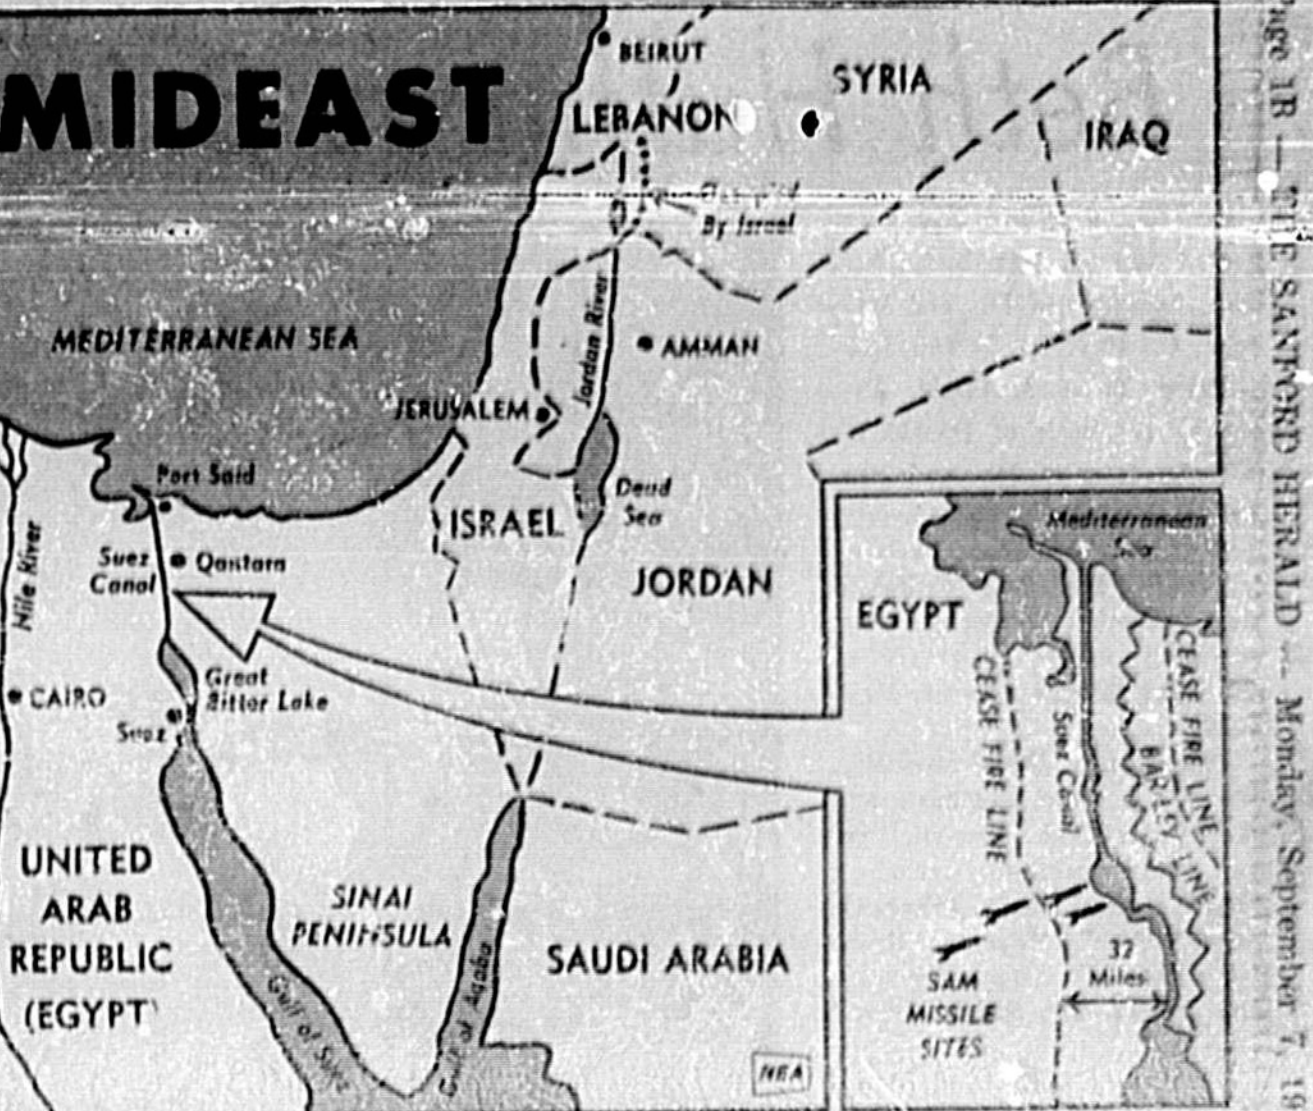 MIDEAST
BEIRUT
LEBANON
SYRIA
IRAQ
By Israel
MEDITERRANEAN SEA
Jordan River
AMMAN
JERUSALEM
Port Said
Dead
Sea
ISRAEL
Nile River
Suez
Canal
Qantara
JORDAN
Great
Bitter Lake
CAIRO
Suez
UNITED
ARAB
REPUBLIC
(EGYPT)
SINAI
PENINSULA
SAUDI ARABIA
Gulf of Suez
Gulf of Aqaba
NEA
Mediterranean
Sea
EGYPT
CEASE FIRE LINE
Suez Canal
CEASE FIRE LINE
BAR LEV LINE
32
Miles
SAM
MISSILE
SITES
Page 1B — THE SANFORD HERALD — Monday, September 7, 19